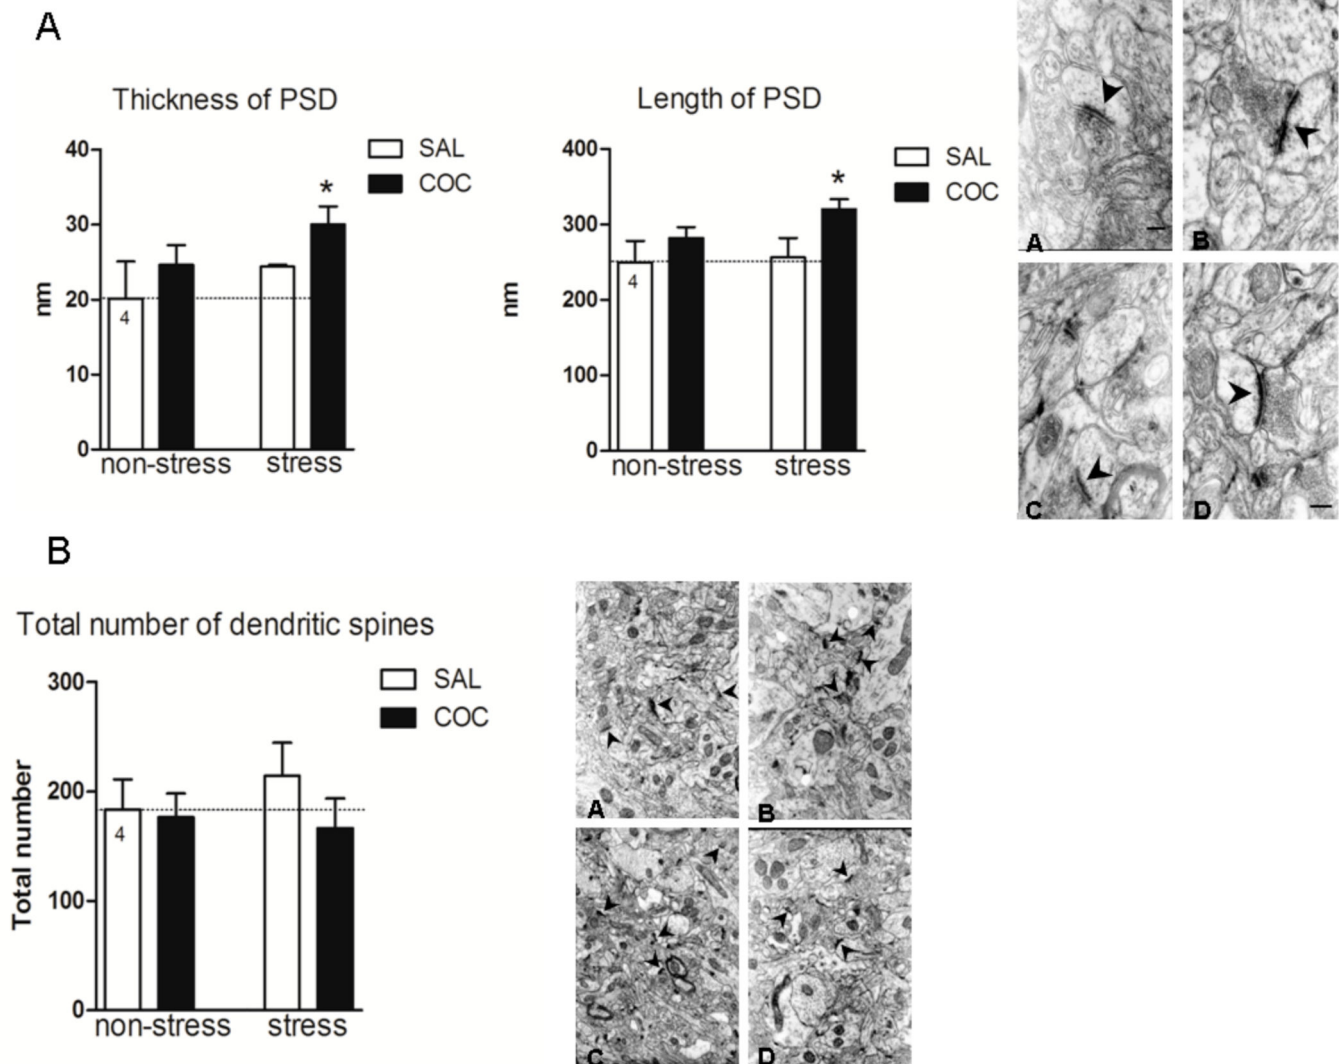 A
Thickness of PSD
40
30
20
10
0
nm
SAL
COC
*
4
non-stress
stress
Length of PSD
400
300
200
100
0
nm
SAL
COC
*
4
non-stress
stress
A
B
C
D
B
Total number of dendritic spines
300
200
100
0
Total number
SAL
COC
4
non-stress
stress
A
B
C
D